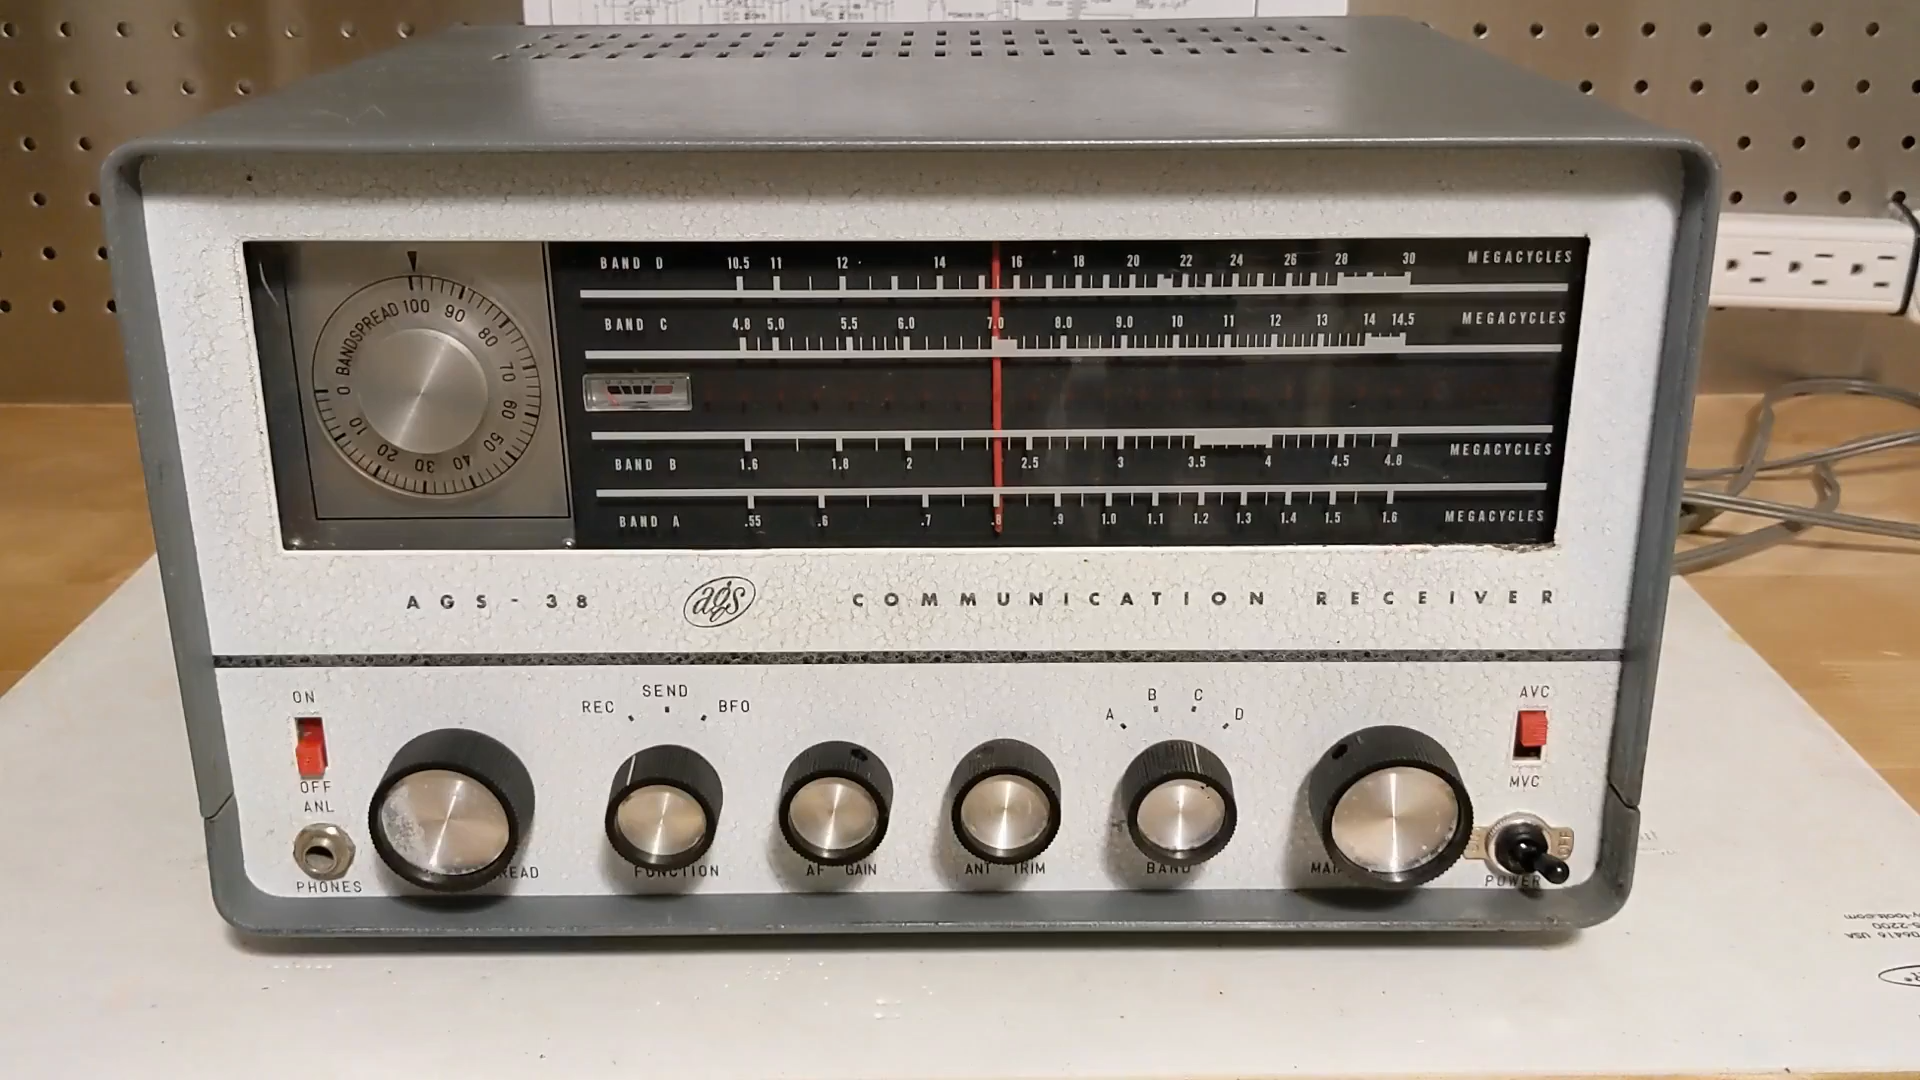 BAND D 10.5 11 12 14 16 18 20 22 24 26 28 30 MEGACYCLES
BAND C 4.8 5.0 5.5 6.0 7.0 8.0 9.0 10 11 12 13 14 14.5 MEGACYCLES
0 BANDSPREAD 100 90 80 70 60 50 40 30 20 10
BAND B 1.6 1.8 2 2.5 3 3.5 4 4.5 4.8 MEGACYCLES
BAND A .55 .6 .7 .8 .9 1.0 1.1 1.2 1.3 1.4 1.5 1.6 MEGACYCLES
AGS-38 ags COMMUNICATION RECEIVER
ON
OFF
ANL
PHONES
REC SEND BFO
FUNCTION
AF GAIN
ANT TRIM
A B C D
BAND
AVC
MVC
OFF
POWER
06416 USA